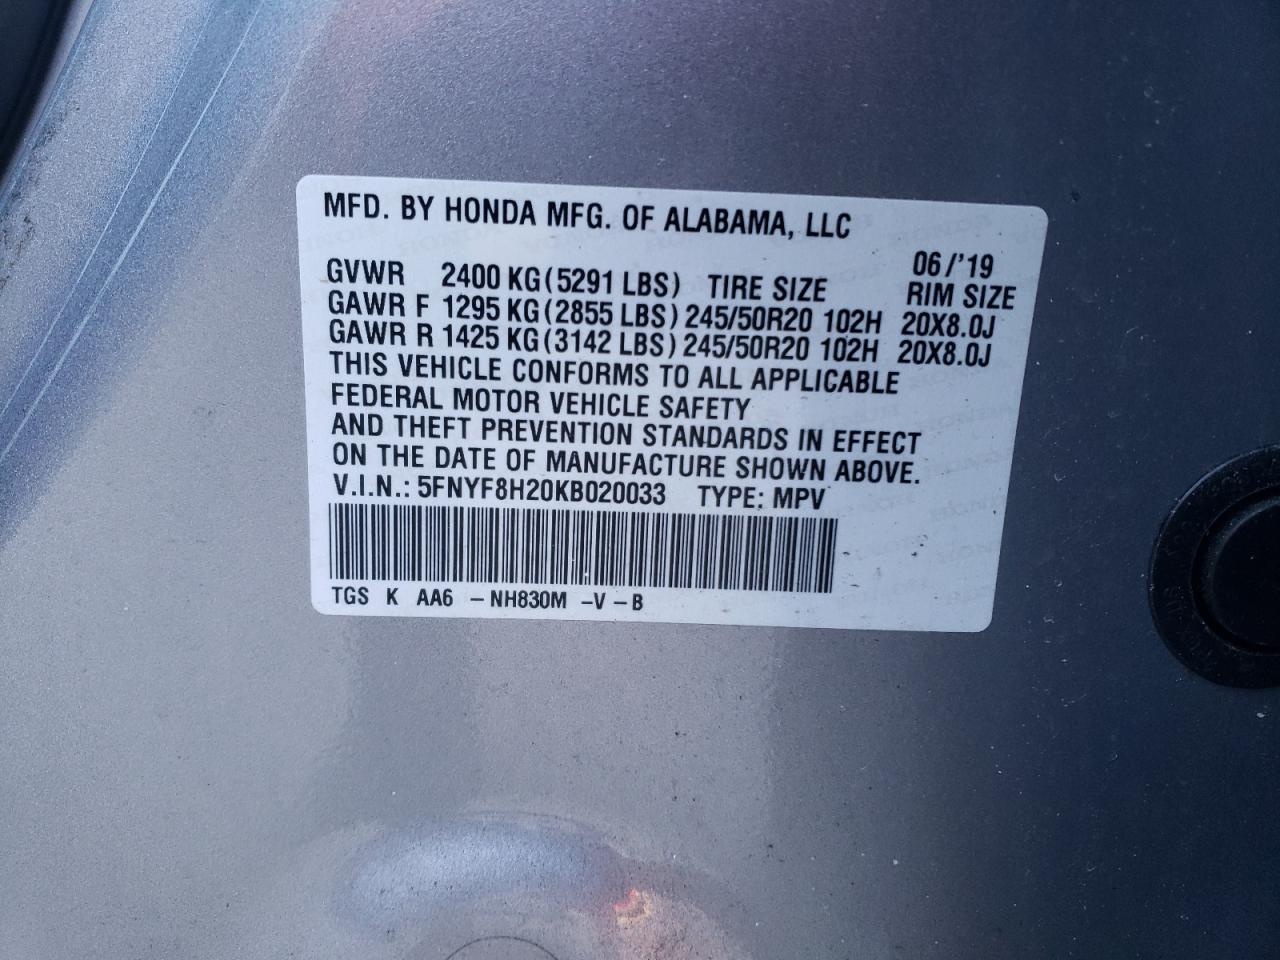 MFD. BY HONDA MFG. OF ALABAMA, LLC
06/'19
GVWR 2400 KG(5291 LBS) TIRE SIZE RIM SIZE
GAWR F 1295 KG(2855 LBS) 245/50R20 102H 20X8.0J
GAWR R 1425 KG(3142 LBS) 245/50R20 102H 20X8.0J
THIS VEHICLE CONFORMS TO ALL APPLICABLE
FEDERAL MOTOR VEHICLE SAFETY
AND THEFT PREVENTION STANDARDS IN EFFECT
ON THE DATE OF MANUFACTURE SHOWN ABOVE.
V.I.N.: 5FNYF8H20KB020033 TYPE: MPV
TGS K AA6 -NH830M -V -B